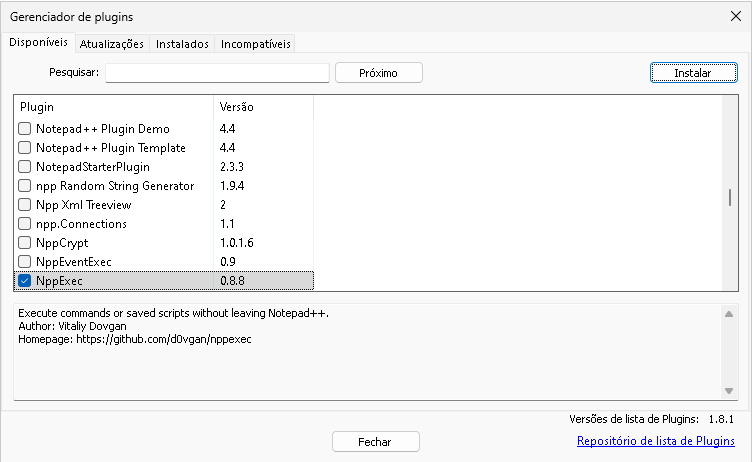 Gerenciador de plugins
Disponíveis Atualizações Instalados Incompatíveis
Pesquisar: Próximo Instalar
Plugin Versão
Notepad++ Plugin Demo 4.4
Notepad++ Plugin Template 4.4
NotepadStarterPlugin 2.3.3
npp Random String Generator 1.9.4
Npp Xml Treeview 2
npp.Connections 1.1
NppCrypt 1.0.1.6
NppEventExec 0.9
NppExec 0.8.8
Execute commands or saved scripts without leaving Notepad++.
Author: Vitaliy Dovgan
Homepage: https://github.com/d0vgan/nppexec
Versões de lista de Plugins: 1.8.1
Fechar Repositório de lista de Plugins